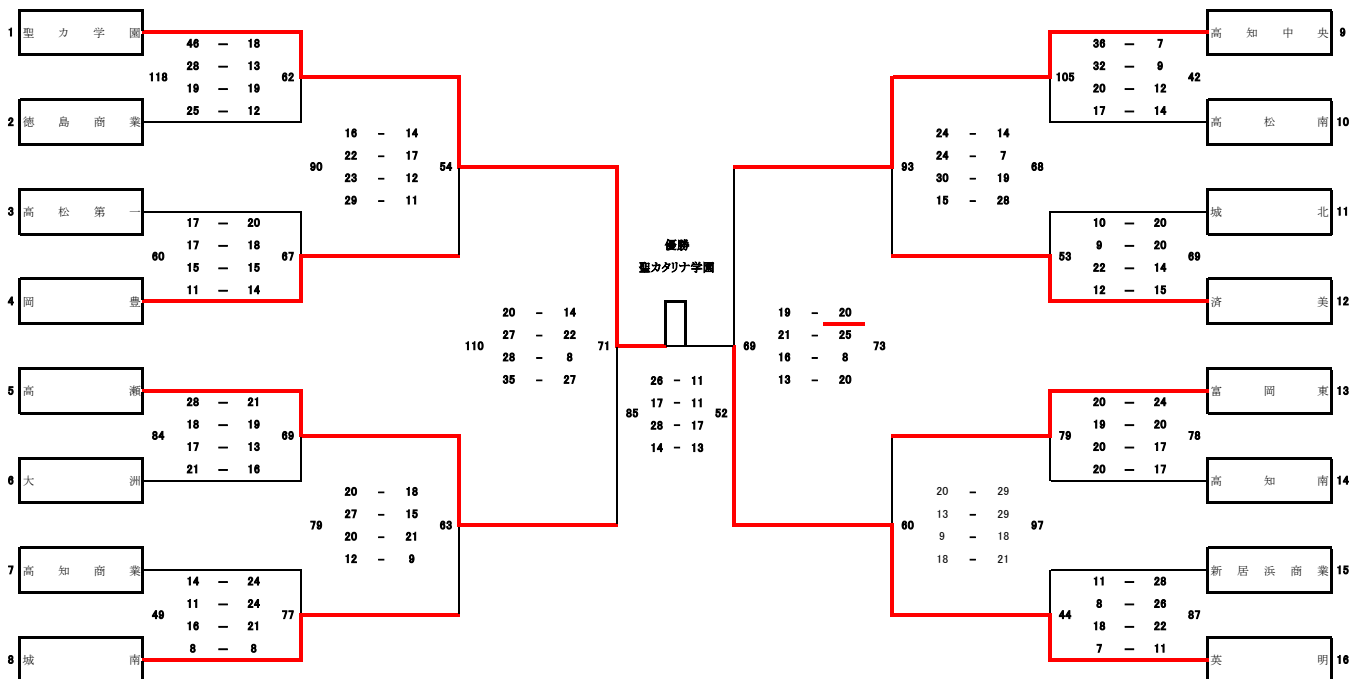 1 聖カ学園
46 － 18
28 － 13
118 62
19 － 19
25 － 12
2 徳島商業
16 － 14
22 － 17
90 54
23 － 12
29 － 11
3 高松第一
17 － 20
17 － 18
60 67
15 － 15
11 － 14
4 岡豊
20 － 14
27 － 22
110 71
28 － 8
35 － 27
5 高瀬
28 － 21
18 － 19
84 69
17 － 13
21 － 16
6 大洲
20 － 18
27 － 15
79 63
20 － 21
12 － 9
7 高知商業
14 － 24
11 － 24
49 77
16 － 21
8 － 8
8 城南
優勝
聖カタリナ学園
26 － 11
17 － 11
85 52
28 － 17
14 － 13
高知中央 9
36 － 7
32 － 9
105 42
20 － 12
17 － 14
高松南 10
24 － 14
24 － 7
93 68
30 － 19
15 － 28
城北 11
10 － 20
9 － 20
53 69
22 － 14
12 － 15
済美 12
19 － 20
21 － 25
69 73
16 － 8
13 － 20
富岡東 13
20 － 24
19 － 20
79 78
20 － 17
20 － 17
高知南 14
20 － 29
13 － 29
60 97
9 － 18
18 － 21
新居浜商業 15
11 － 28
8 － 26
44 87
18 － 22
7 － 11
英明 16